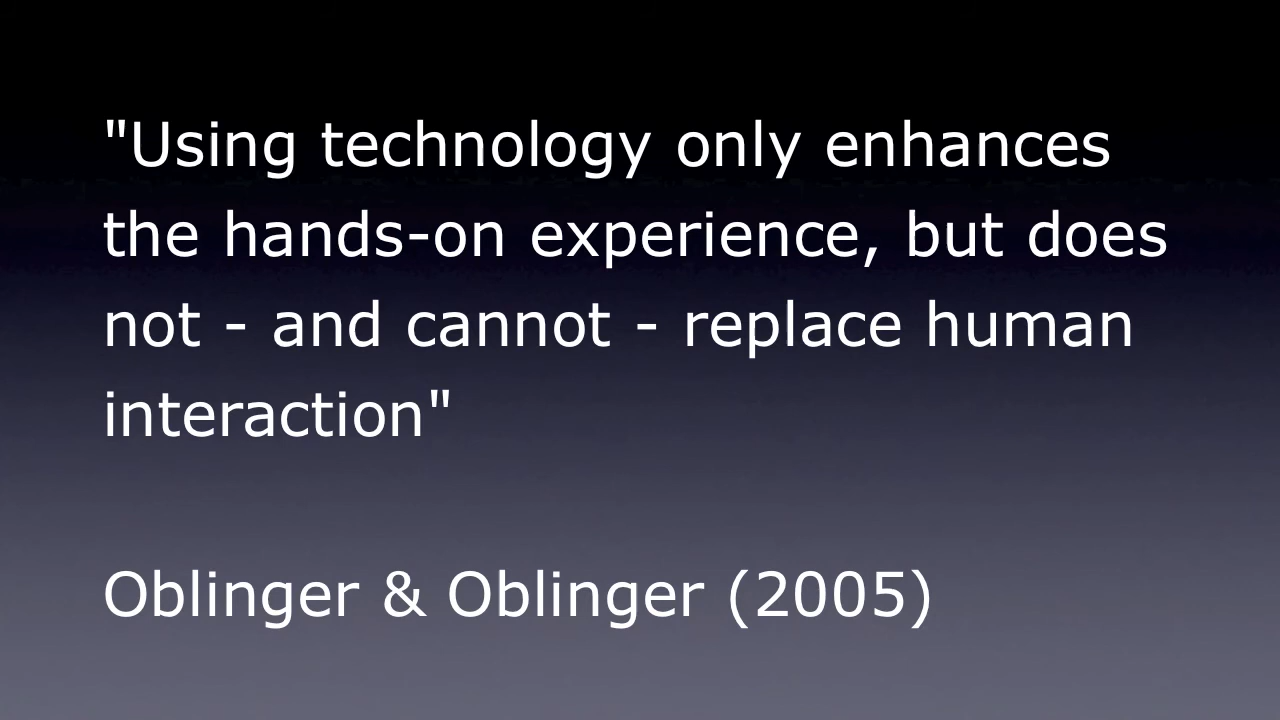 "Using technology only enhances
the hands-on experience, but does
not - and cannot - replace human
interaction"
Oblinger & Oblinger (2005)